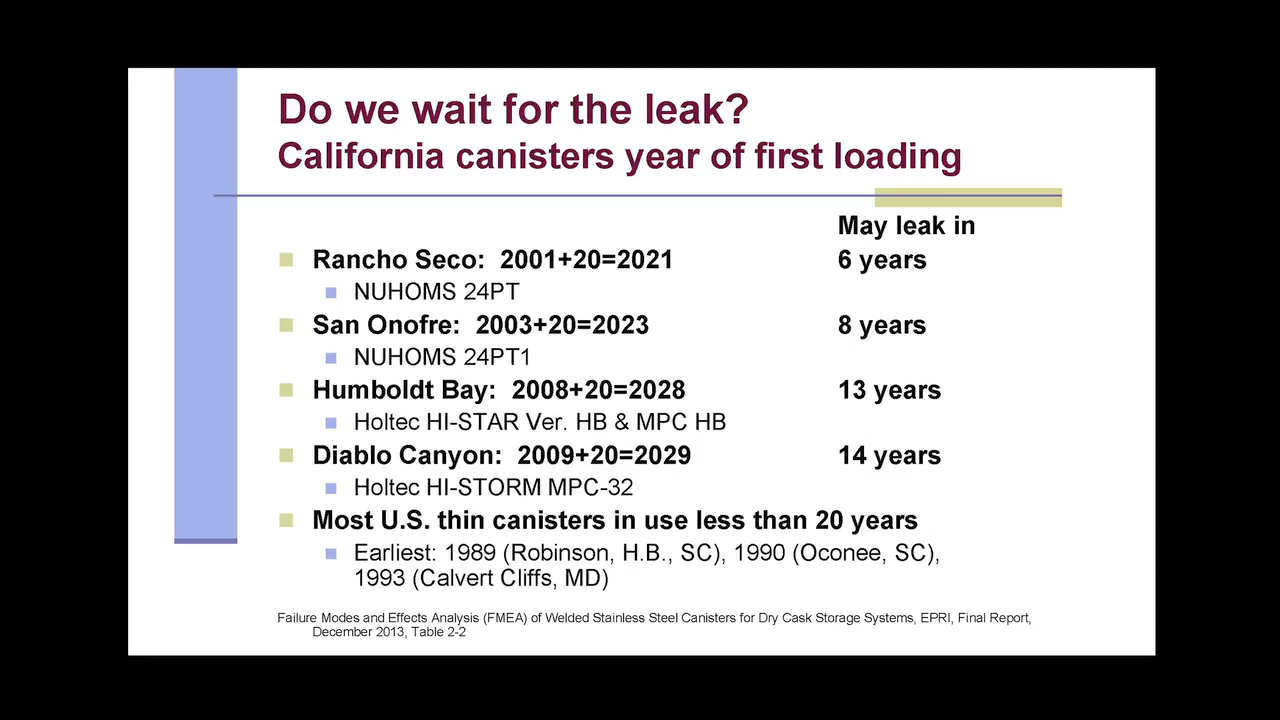 Do we wait for the leak?
California canisters year of first loading
May leak in
Rancho Seco: 2001+20=2021 6 years
NUHOMS 24PT
San Onofre: 2003+20=2023 8 years
NUHOMS 24PT1
Humboldt Bay: 2008+20=2028 13 years
Holtec HI-STAR Ver. HB & MPC HB
Diablo Canyon: 2009+20=2029 14 years
Holtec HI-STORM MPC-32
Most U.S. thin canisters in use less than 20 years
Earliest: 1989 (Robinson, H.B., SC), 1990 (Oconee, SC),
1993 (Calvert Cliffs, MD)
Failure Modes and Effects Analysis (FMEA) of Welded Stainless Steel Canisters for Dry Cask Storage Systems, EPRI, Final Report,
December 2013, Table 2-2